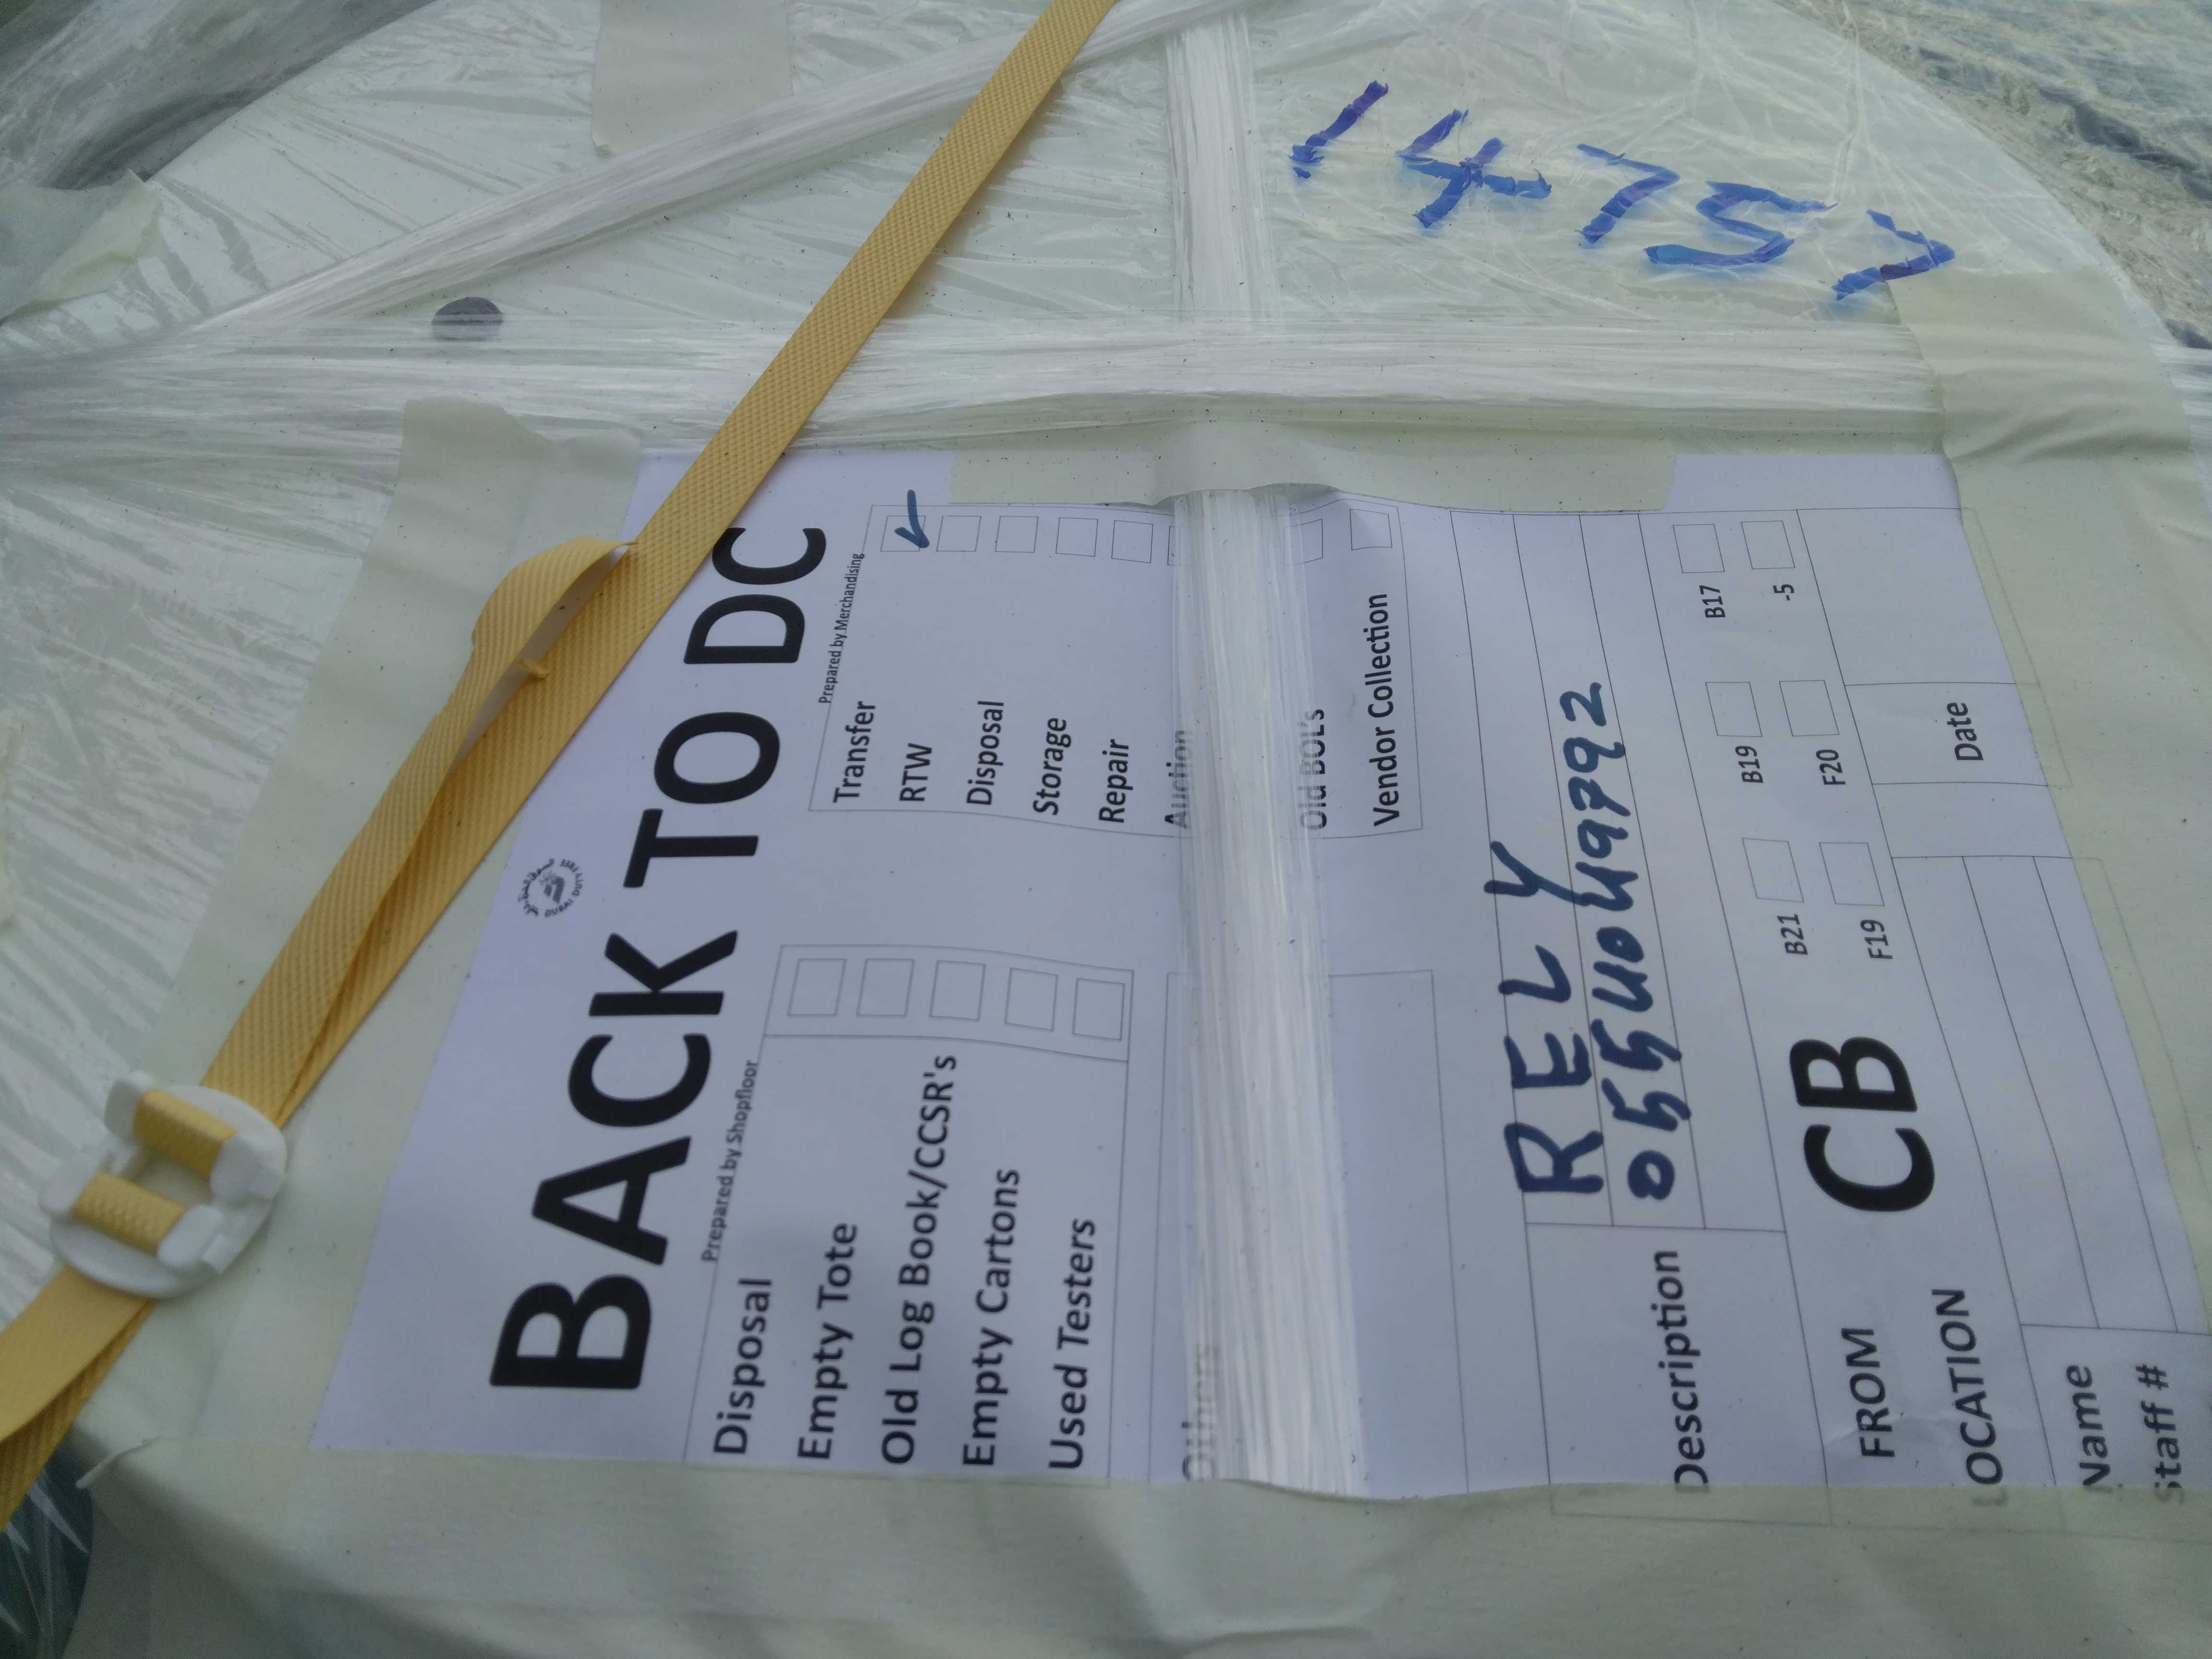 14757
DUBAI DUTY FREE
BACK TO DC
Prepared by Shopfloor
Prepared by Merchandising
Disposal
Empty Tote
Old Log Book/CCSR's
Empty Cartons
Used Testers
Others
Transfer
RTW
Disposal
Storage
Repair
Auction
Old BOL's
Vendor Collection
Description
RELY
0554049792
FROM
LOCATION
CB
B21 B19 B17
F19 F20 -5
Name
Date
Staff #